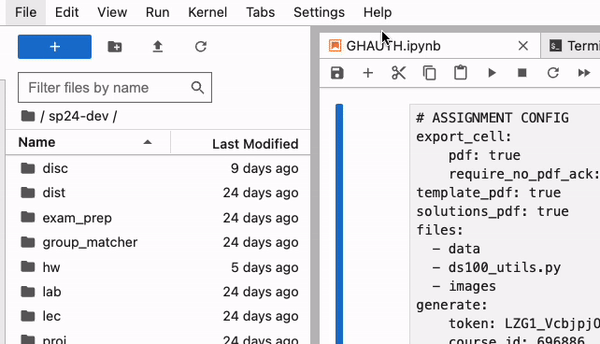 File Edit View Run Kernel Tabs Settings Help
GHAUTH.ipynb
Filter files by name
/ sp24-dev /
Name Last Modified
disc 9 days ago
dist 24 days ago
exam_prep 24 days ago
group_matcher 24 days ago
hw 5 days ago
lab 24 days ago
lec 24 days ago
proj 24 days ago
# ASSIGNMENT CONFIG
export_cell:
pdf: true
require_no_pdf_ack:
template_pdf: true
solutions_pdf: true
files:
- data
- ds100_utils.py
- images
generate:
token: LZG1_VcbjpjO
course_id: 696886